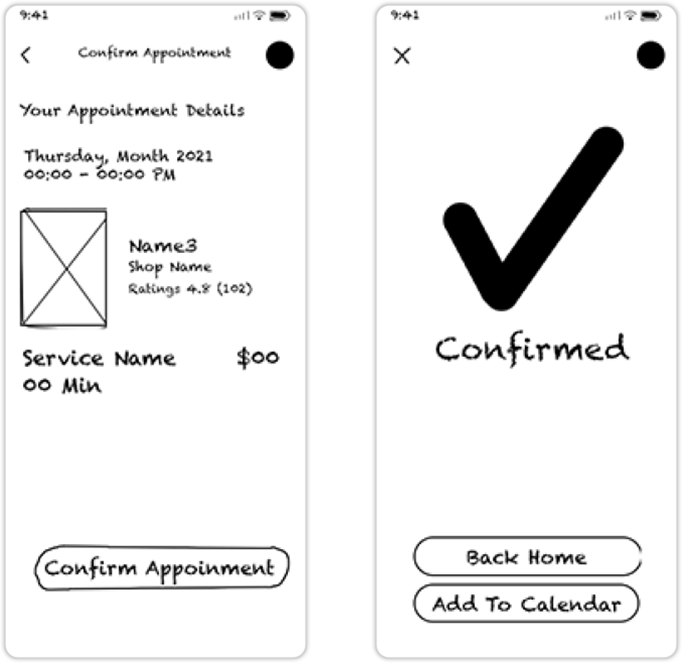 9:41
Confirm Appointment
Your Appointment Details
Thursday, Month 2021
00:00 - 00:00 PM
Name3
Shop Name
Ratings 4.8 (102)
Service Name $00
00 Min
Confirm Appoinment
9:41
Confirmed
Back Home
Add To Calendar